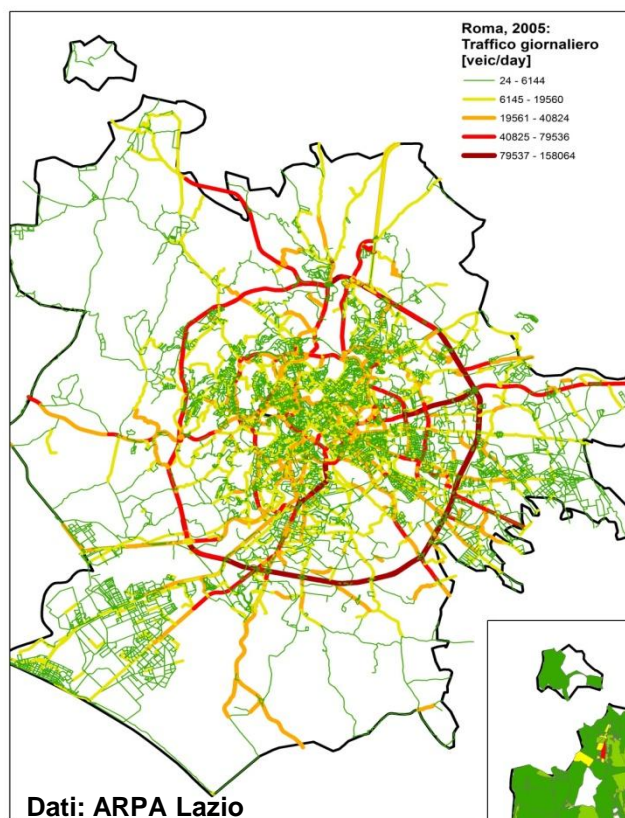 Roma, 2005:
Traffico giornaliero
[veic/day]
24 - 6144
6145 - 19560
19561 - 40824
40825 - 79536
79537 - 158064
Dati: ARPA Lazio